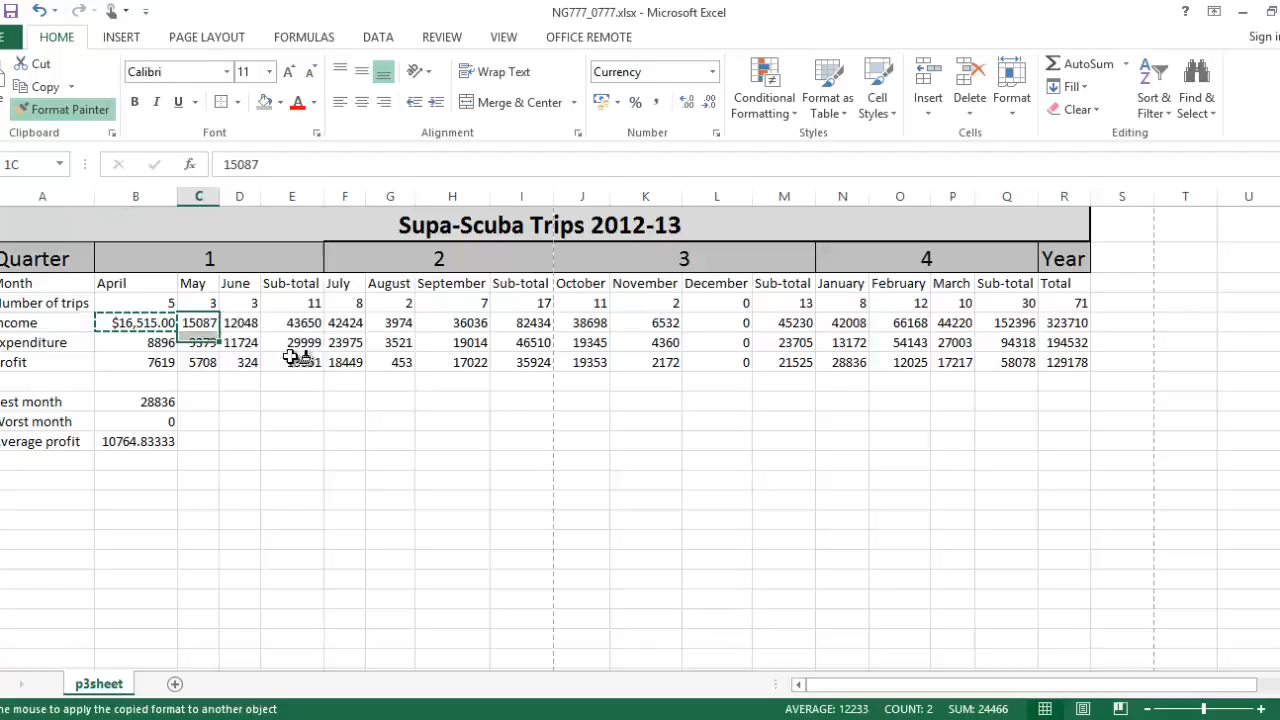 NG777_0777.xlsx - Microsoft Excel
HOME INSERT PAGE LAYOUT FORMULAS DATA REVIEW VIEW OFFICE REMOTE Sign in
Cut
Copy
Format Painter
Calibri 11
B I U
Wrap Text
Merge & Center
Currency
Conditional Formatting
Format as Table
Cell Styles
Insert Delete Format
AutoSum
Fill
Clear
Sort & Filter
Find & Select
Clipboard Font Alignment Number Styles Cells Editing
1C 15087
A B C D E F G H I J K L M N O P Q R S T U
Supa-Scuba Trips 2012-13
Quarter 1 2 3 4 Year
Month April May June Sub-total July August September Sub-total October November December Sub-total January February March Sub-total Total
Number of trips 5 3 3 11 8 2 7 17 11 2 0 13 8 12 10 30 71
ncome $16,515.00 15087 12048 43650 42424 3974 36036 82434 38698 6532 0 45230 42008 66168 44220 152396 323710
xpenditure 8896 9379 11724 29999 23975 3521 19014 46510 19345 4360 0 23705 13172 54143 27003 94318 194532
rofit 7619 5708 324 18449 453 17022 35924 19353 2172 0 21525 28836 12025 17217 58078 129178
est month 28836
Worst month 0
verage profit 10764.83333
p3sheet
he mouse to apply the copied format to another object AVERAGE: 12233 COUNT: 2 SUM: 24466